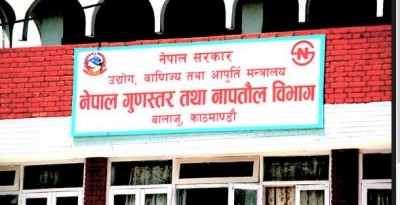 नेपाल सरकार
उद्योग, बाणिज्य तथा आपुर्ति मन्त्रालय
नेपाल गुणस्तर तथा नापतौल विभाग
बालाजु, काठमाण्डौ